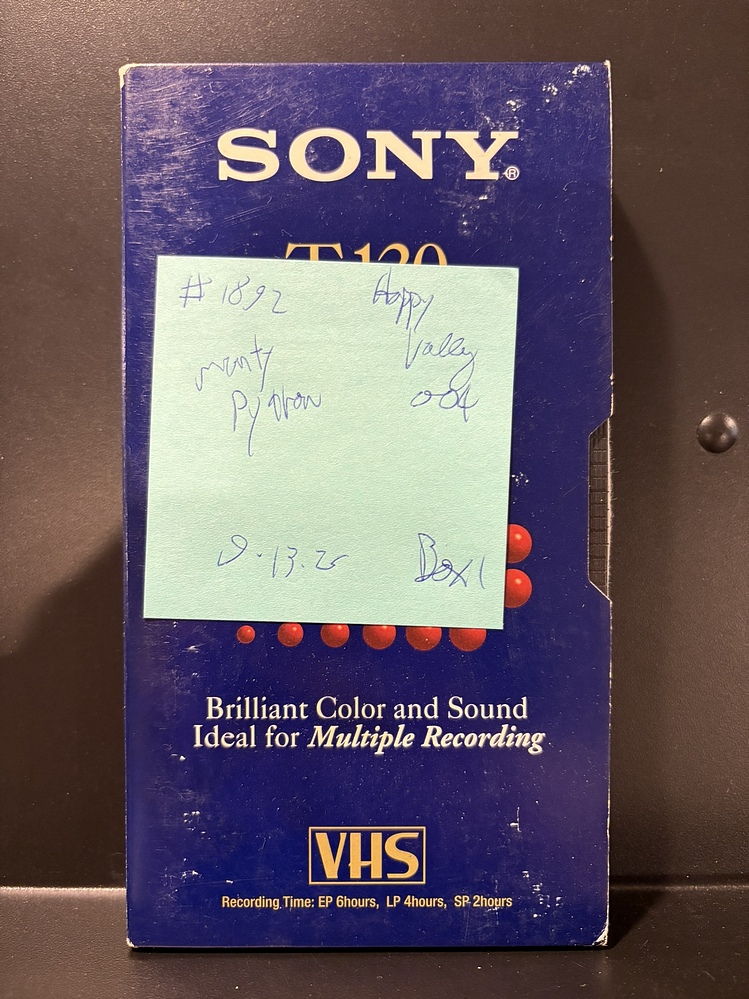 SONY®
T-120
#1892
Monty
Python
Happy
Valley
004
9.13.25
Box 1
Brilliant Color and Sound
Ideal for Multiple Recording
VHS
Recording Time: EP 6hours, LP 4hours, SP 2hours